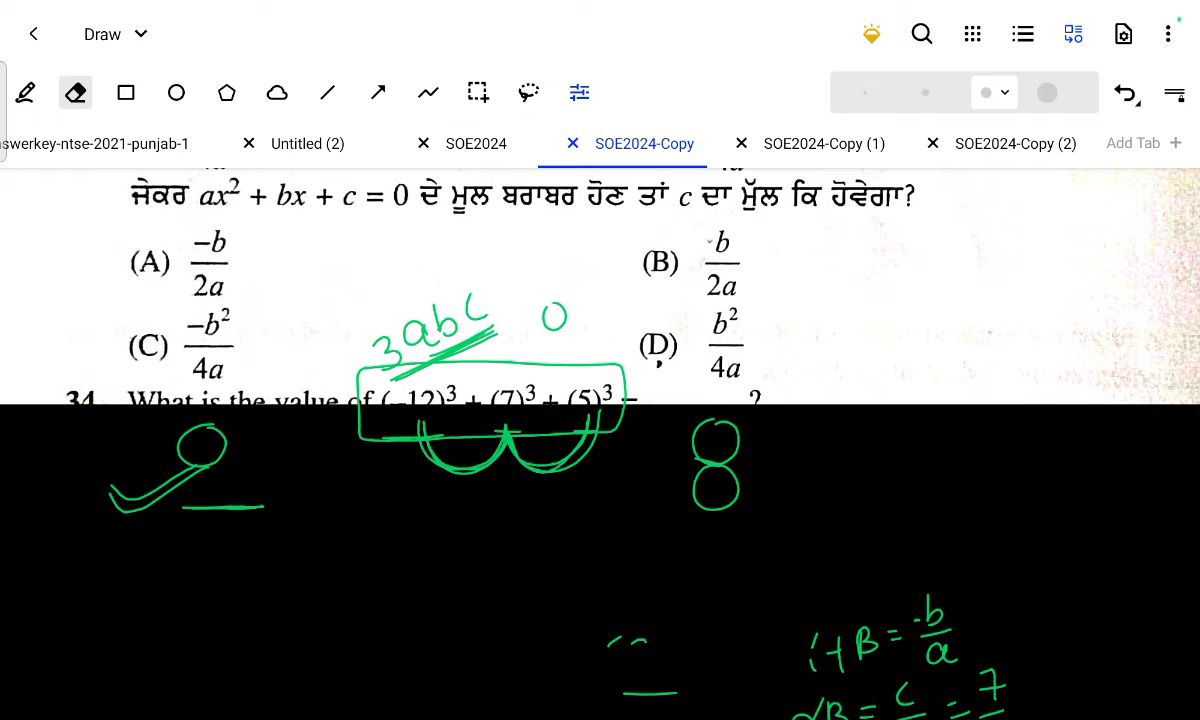 Draw
swerkey-ntse-2021-punjab-1 Untitled (2) SOE2024 SOE2024-Copy SOE2024-Copy (1) SOE2024-Copy (2) Add Tab +
ਜੇਕਰ ax² + bx + c = 0 ਦੇ ਮੂਲ ਬਰਾਬਰ ਹੋਣ ਤਾਂ c ਦਾ ਮੁੱਲ ਕਿ ਹੋਵੇਗਾ?
(A) -b/2a (B) b/2a
(C) -b²/4a (D) b²/4a
3abc 0
34. What is the value of (-12)³ + (7)³ + (5)³ = ?
+B = -b/a
αB = c = 7